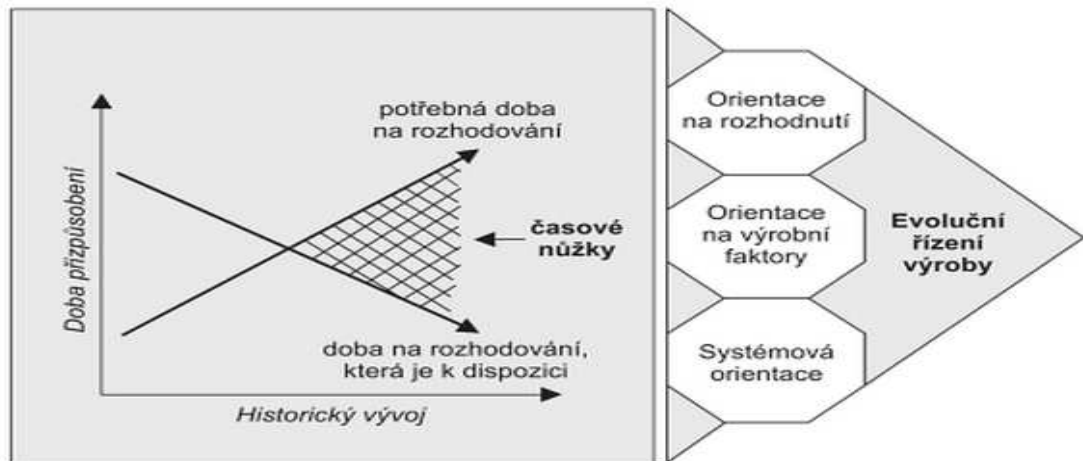 potřebná doba
na rozhodování
Doba přizpůsobení
časové
nůžky
doba na rozhodování,
která je k dispozici
Historický vývoj
Orientace
na rozhodnutí
Orientace
na výrobní
faktory
Systémová
orientace
Evoluční
řízení
výroby